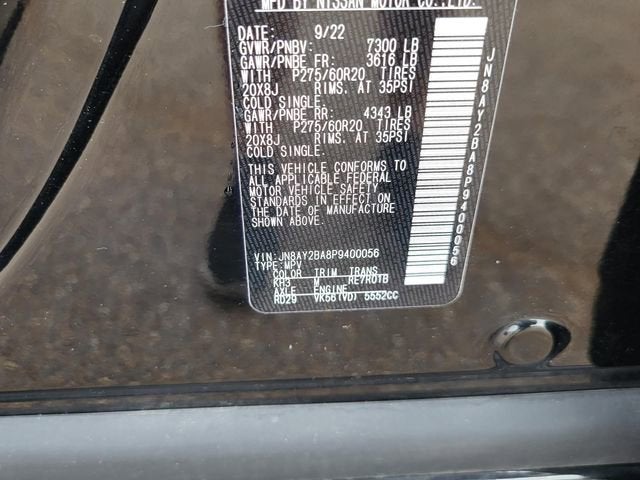 MFD BY NISSAN MOTOR CO.,LTD.
DATE: 9/22
GVWR/PNBV: 7300 LB
GAWR/PNBE FR: 3616 LB
WITH P275/60R20 TIRES
20X8J RIMS. AT 35PSI
COLD SINGLE.
GAWR/PNBE RR: 4343 LB
WITH P275/60R20 TIRES
20X8J RIMS. AT 35PSI
COLD SINGLE.
THIS VEHICLE CONFORMS TO
ALL APPLICABLE FEDERAL
MOTOR VEHICLE SAFETY
STANDARDS IN EFFECT ON
THE DATE OF MANUFACTURE
SHOWN ABOVE.
VIN: JN8AY2BA8P9400056
TYPE: MPV
COLOR TRIM TRANS
KH3 M RE7R01B
AXLE ENGINE
RD29 VK56(VD) 5552CC
JN8AY2BA8P9400056